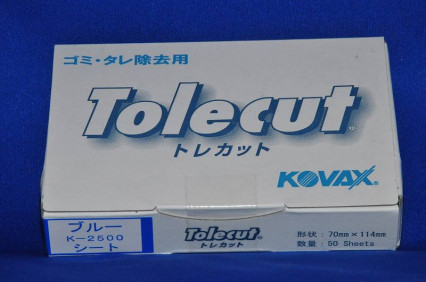 ゴミ・タレ除去用
Tolecut
トレカット
KOVAX®
ブルー
K-2500
シート
Tolecut
トレカット
形状：70mm×114mm
数量：50 Sheets